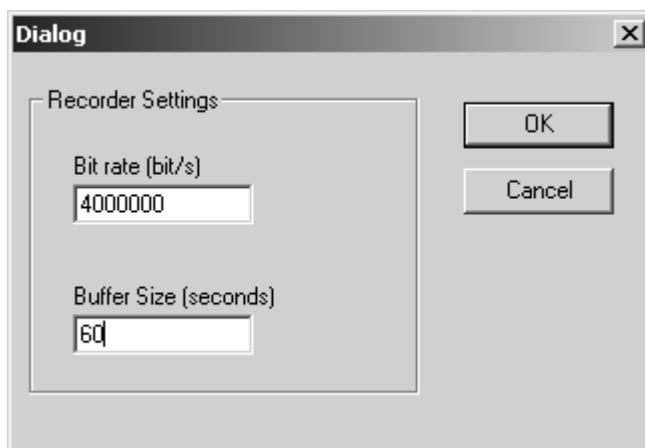 Dialog
Recorder Settings
Bit rate (bit/s)
4000000
Buffer Size (seconds)
60
OK
Cancel